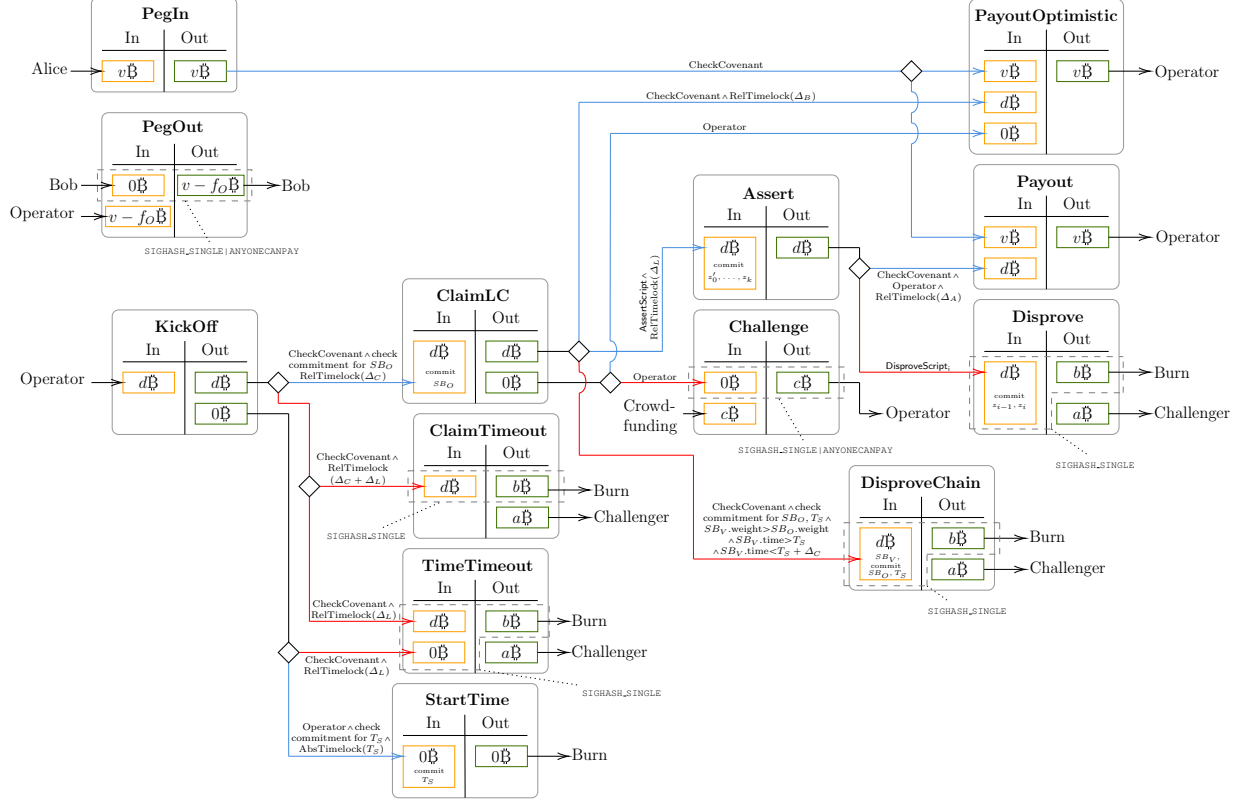 PegIn
In Out
Alice
v₿ v₿
CheckCovenant
PayoutOptimistic
In Out
v₿ v₿
Operator
CheckCovenant∧RelTimelock(Δ_B)
d₿
Operator
0₿
PegOut
In Out
Bob
0₿ v − f_O₿
Bob
Operator
v − f_O₿
SIGHASH_SINGLE|ANYONECANPAY
Assert
In Out
d₿ d₿
commit
z′_0, . . . , z_k
AssertScript∧
RelTimelock(Δ_L)
Payout
In Out
v₿ v₿
Operator
d₿
CheckCovenant∧
Operator∧
RelTimelock(Δ_A)
KickOff
In Out
Operator
d₿ d₿
0₿
CheckCovenant∧check
commitment for SB_O
RelTimelock(Δ_C)
ClaimLC
In Out
d₿ d₿
commit
SB_O
0₿
Operator
Challenge
In Out
0₿ c₿
Crowd-
funding
c₿
Operator
SIGHASH_SINGLE|ANYONECANPAY
DisproveScript_i
Disprove
In Out
d₿ b₿
commit
z_{i−1}, z_i
Burn
a₿
Challenger
SIGHASH_SINGLE
CheckCovenant∧
RelTimelock
(Δ_C + Δ_L)
ClaimTimeout
In Out
d₿ b₿
Burn
a₿
Challenger
SIGHASH_SINGLE
CheckCovenant∧check
commitment for SB_O, T_S∧
SB_V.weight>SB_O.weight
∧SB_V.time>T_S
∧SB_V.time<T_S + Δ_C
DisproveChain
In Out
d₿ b₿
SB_V,
commit
SB_O, T_S
Burn
a₿
Challenger
SIGHASH_SINGLE
TimeTimeout
In Out
CheckCovenant∧
RelTimelock(Δ_L)
d₿ b₿
Burn
0₿ a₿
Challenger
CheckCovenant∧
RelTimelock(Δ_L)
SIGHASH_SINGLE
StartTime
In Out
Operator∧check
commitment for T_S∧
AbsTimelock(T_S)
0₿ 0₿
commit
T_S
Burn